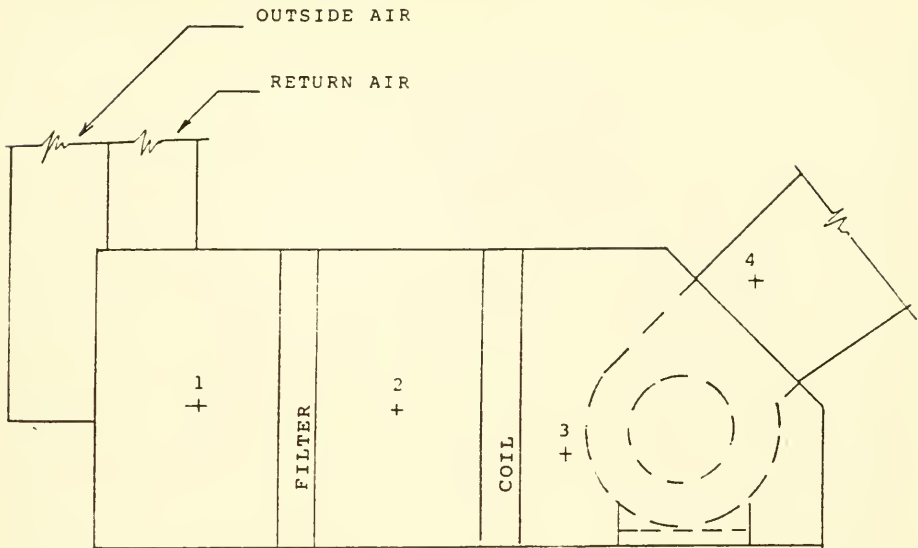 OUTSIDE AIR
RETURN AIR
4
1
2
3
FILTER
COIL